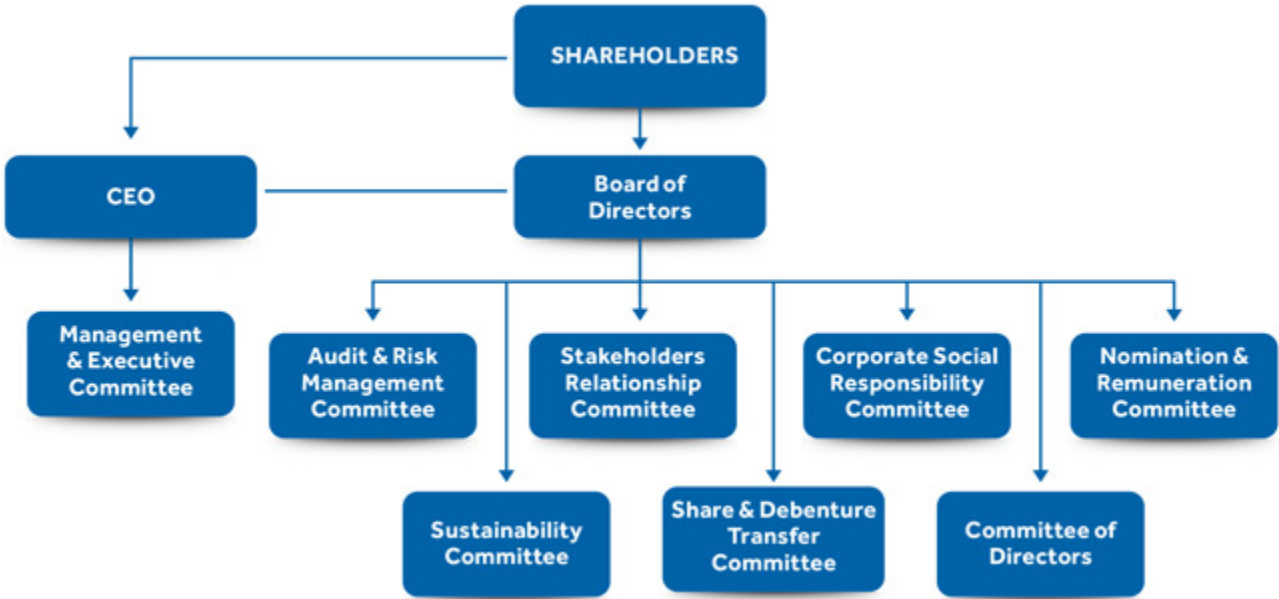 SHAREHOLDERS
CEO
Board of
Directors
Management
& Executive
Committee
Audit & Risk
Management
Committee
Stakeholders
Relationship
Committee
Corporate Social
Responsibility
Committee
Nomination &
Remuneration
Committee
Sustainability
Committee
Share & Debenture
Transfer
Committee
Committee of
Directors